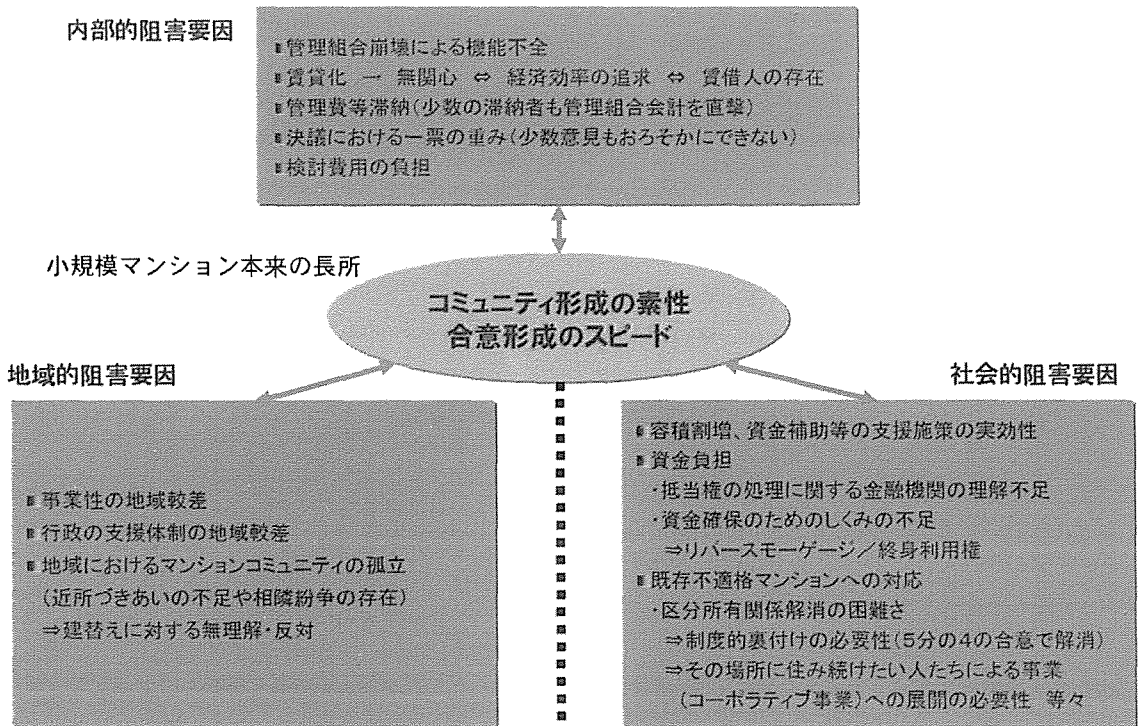 内部的阻害要因
▪管理組合崩壊による機能不全
▪賃貸化 → 無関心 ⇔ 経済効率の追求 ⇔ 賃借人の存在
▪管理費等滞納(少数の滞納者も管理組合会計を直撃)
▪決議における一票の重み(少数意見もおろそかにできない)
▪検討費用の負担
小規模マンション本来の長所
コミュニティ形成の素性
合意形成のスピード
地域的阻害要因
▪事業性の地域較差
▪行政の支援体制の地域較差
▪地域におけるマンションコミュニティの孤立
(近所づきあいの不足や相隣紛争の存在)
⇒建替えに対する無理解・反対
社会的阻害要因
▪容積割増、資金補助等の支援施策の実効性
▪資金負担
・抵当権の処理に関する金融機関の理解不足
・資金確保のためのしくみの不足
⇒リバースモーゲージ/終身利用権
▪既存不適格マンションへの対応
・区分所有関係解消の困難さ
⇒制度的裏付けの必要性(5分の4の合意で解消)
⇒その場所に住み続けたい人たちによる事業
(コーポラティブ事業)への展開の必要性 等々